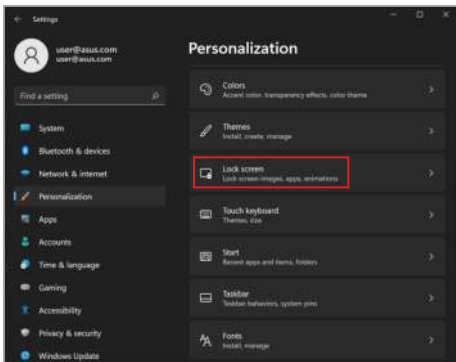 Settings
user@asus.com
user@asus.com
Find a setting
System
Bluetooth & devices
Network & internet
Personalization
Apps
Accounts
Time & language
Gaming
Accessibility
Privacy & security
Windows Update
Personalization
Colors
Accent color, transparency effects, color theme
Themes
Install, create, manage
Lock screen
Lock screen images, apps, animations
Touch keyboard
Themes, size
Start
Recent apps and items, folders
Taskbar
Taskbar behaviors, system pins
Fonts
Install, manage